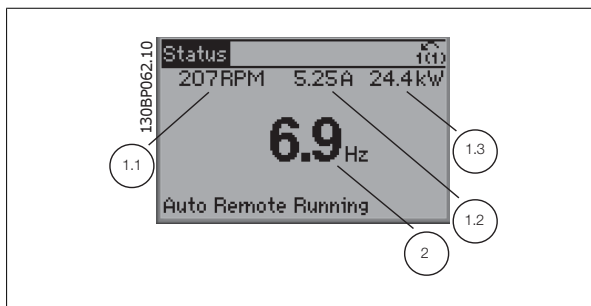 130BP062.10
Status
1(1)
207RPM 5.25A 24.4kW
6.9Hz
Auto Remote Running
1.1
1.3
1.2
2